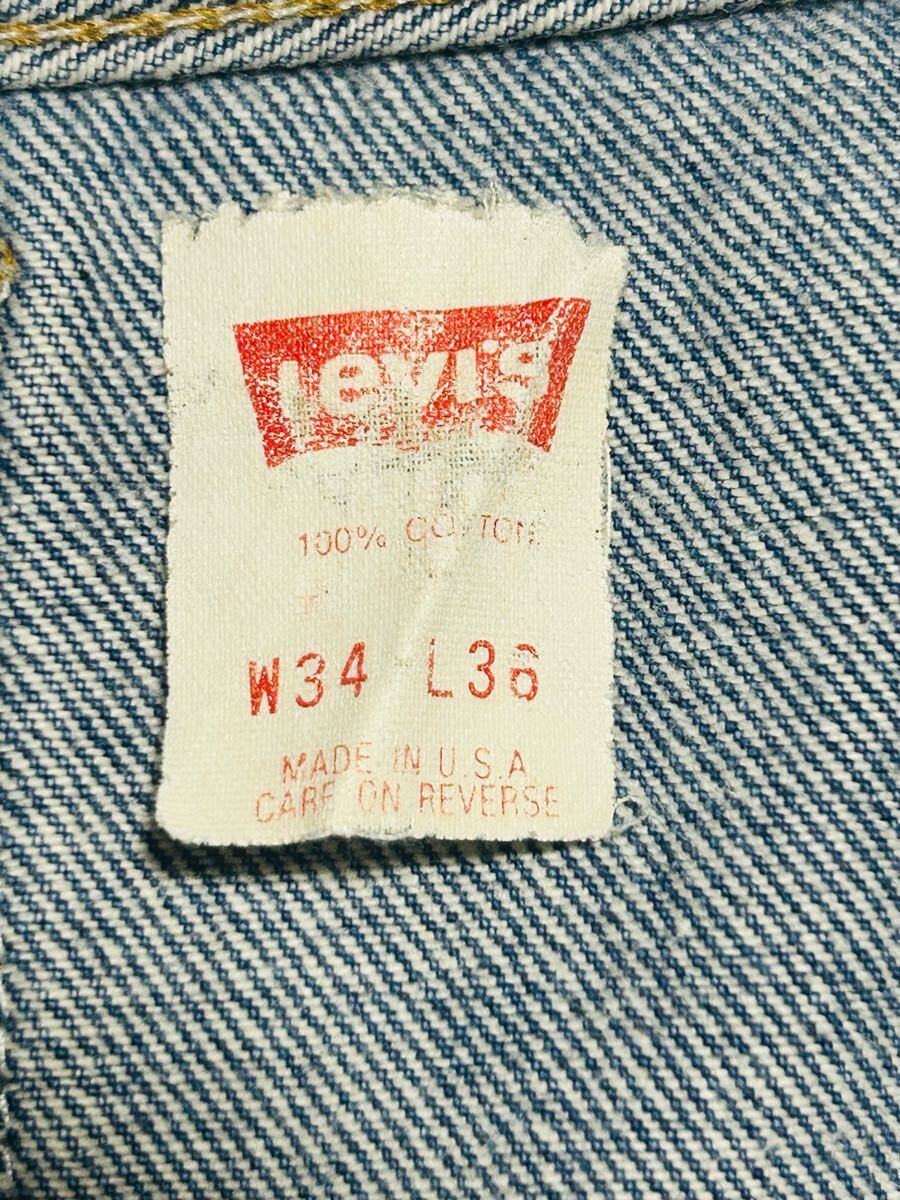 Levi's
100% COTTON
W34 L36
MADE IN U.S.A.
CARE ON REVERSE